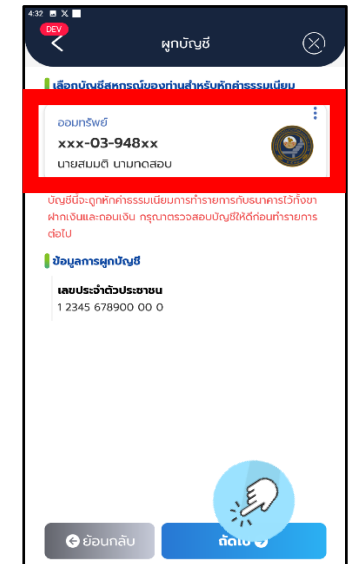 4:32
DEV
ผูกบัญชี
เลือกบัญชีสหกรณ์ของท่านสำหรับหักค่าธรรมเนียม
ออมทรัพย์
xxx-03-948xx
นายสมมติ นามทดสอบ
บัญชีนี้จะถูกหักค่าธรรมเนียมการทำรายการกับธนาคารไว้ทั้งขา
ฝากเงินและถอนเงิน กรุณาตรวจสอบบัญชีให้ดีก่อนทำรายการ
ต่อไป
ข้อมูลการผูกบัญชี
เลขประจำตัวประชาชน
1 2345 678900 00 0
ย้อนกลับ
ถัดไป